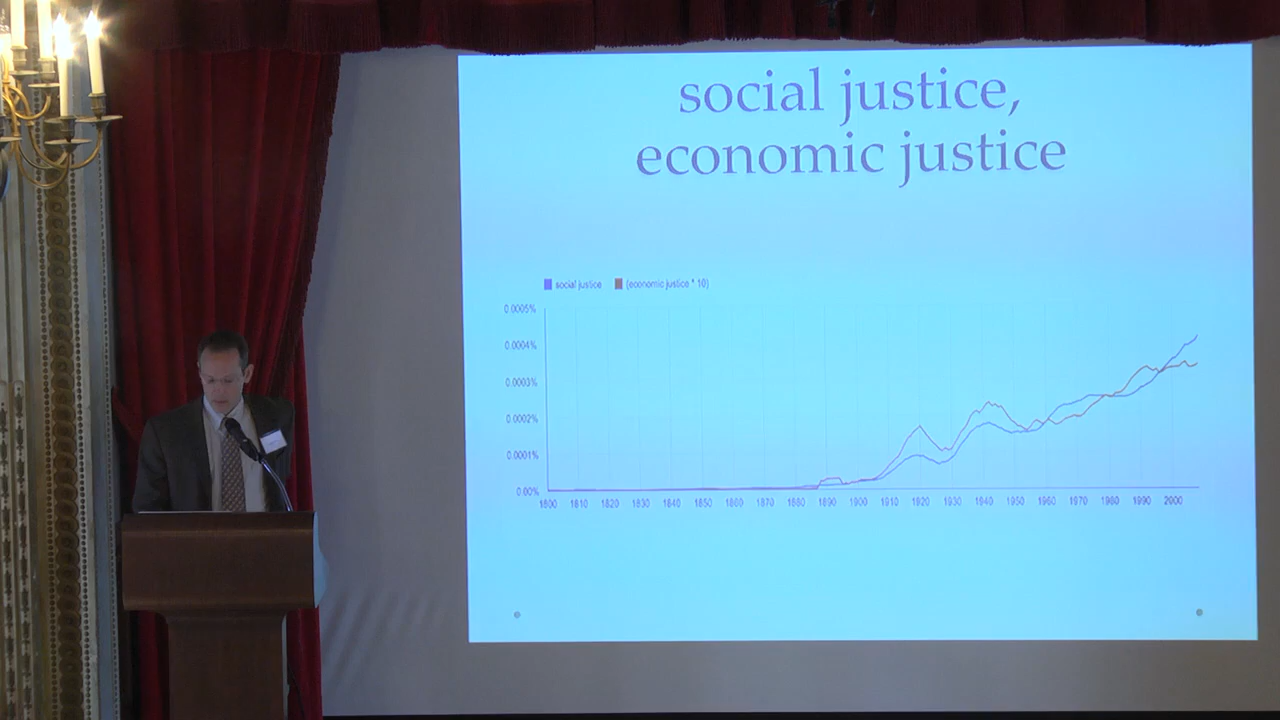 social justice,
economic justice
social justice (economic justice * 10)
0.0005%
0.0004%
0.0003%
0.0002%
0.0001%
0.00%
1800 1810 1820 1830 1840 1850 1860 1870 1880 1890 1900 1910 1920 1930 1940 1950 1960 1970 1980 1990 2000